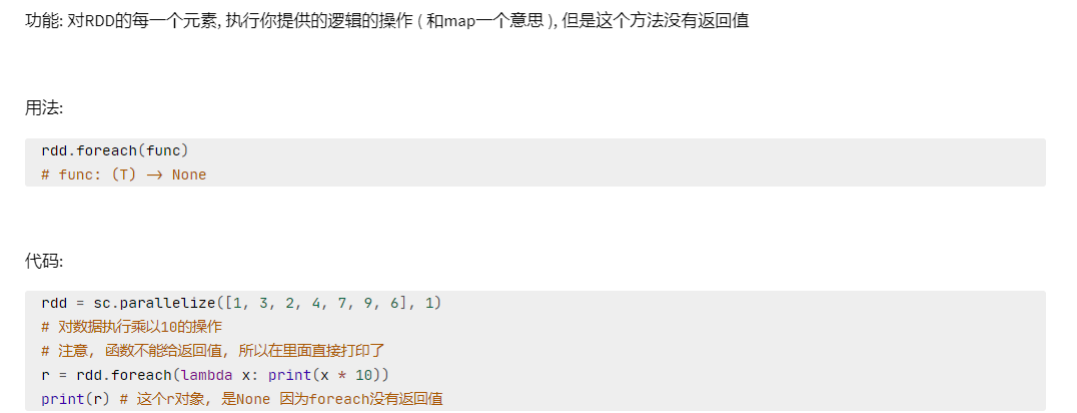 功能: 对RDD的每一个元素, 执行你提供的逻辑的操作 ( 和map一个意思 ), 但是这个方法没有返回值
用法:
rdd.foreach(func)
# func: (T) → None
代码:
rdd = sc.parallelize([1, 3, 2, 4, 7, 9, 6], 1)
# 对数据执行乘以10的操作
# 注意, 函数不能给返回值, 所以在里面直接打印了
r = rdd.foreach(lambda x: print(x * 10))
print(r) # 这个r对象, 是None 因为foreach没有返回值